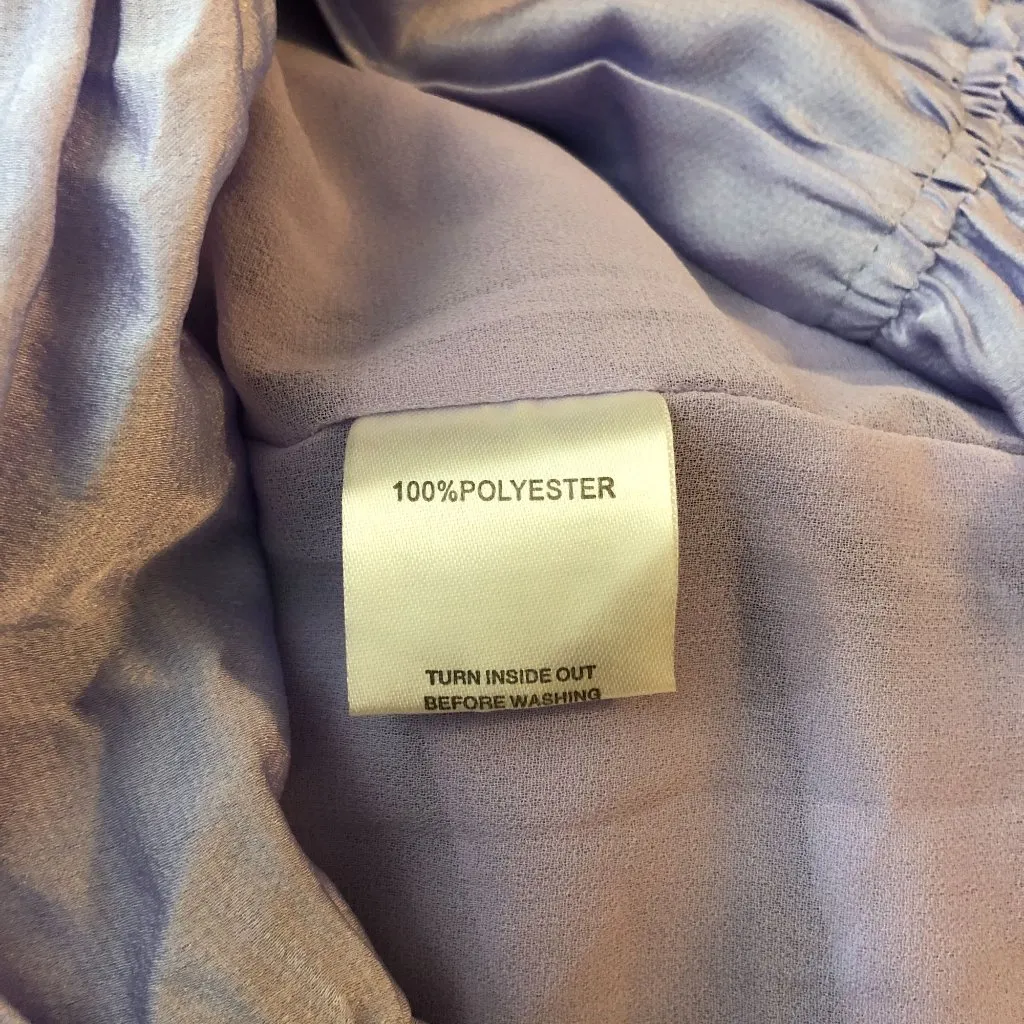 100%POLYESTER
TURN INSIDE OUT
BEFORE WASHING